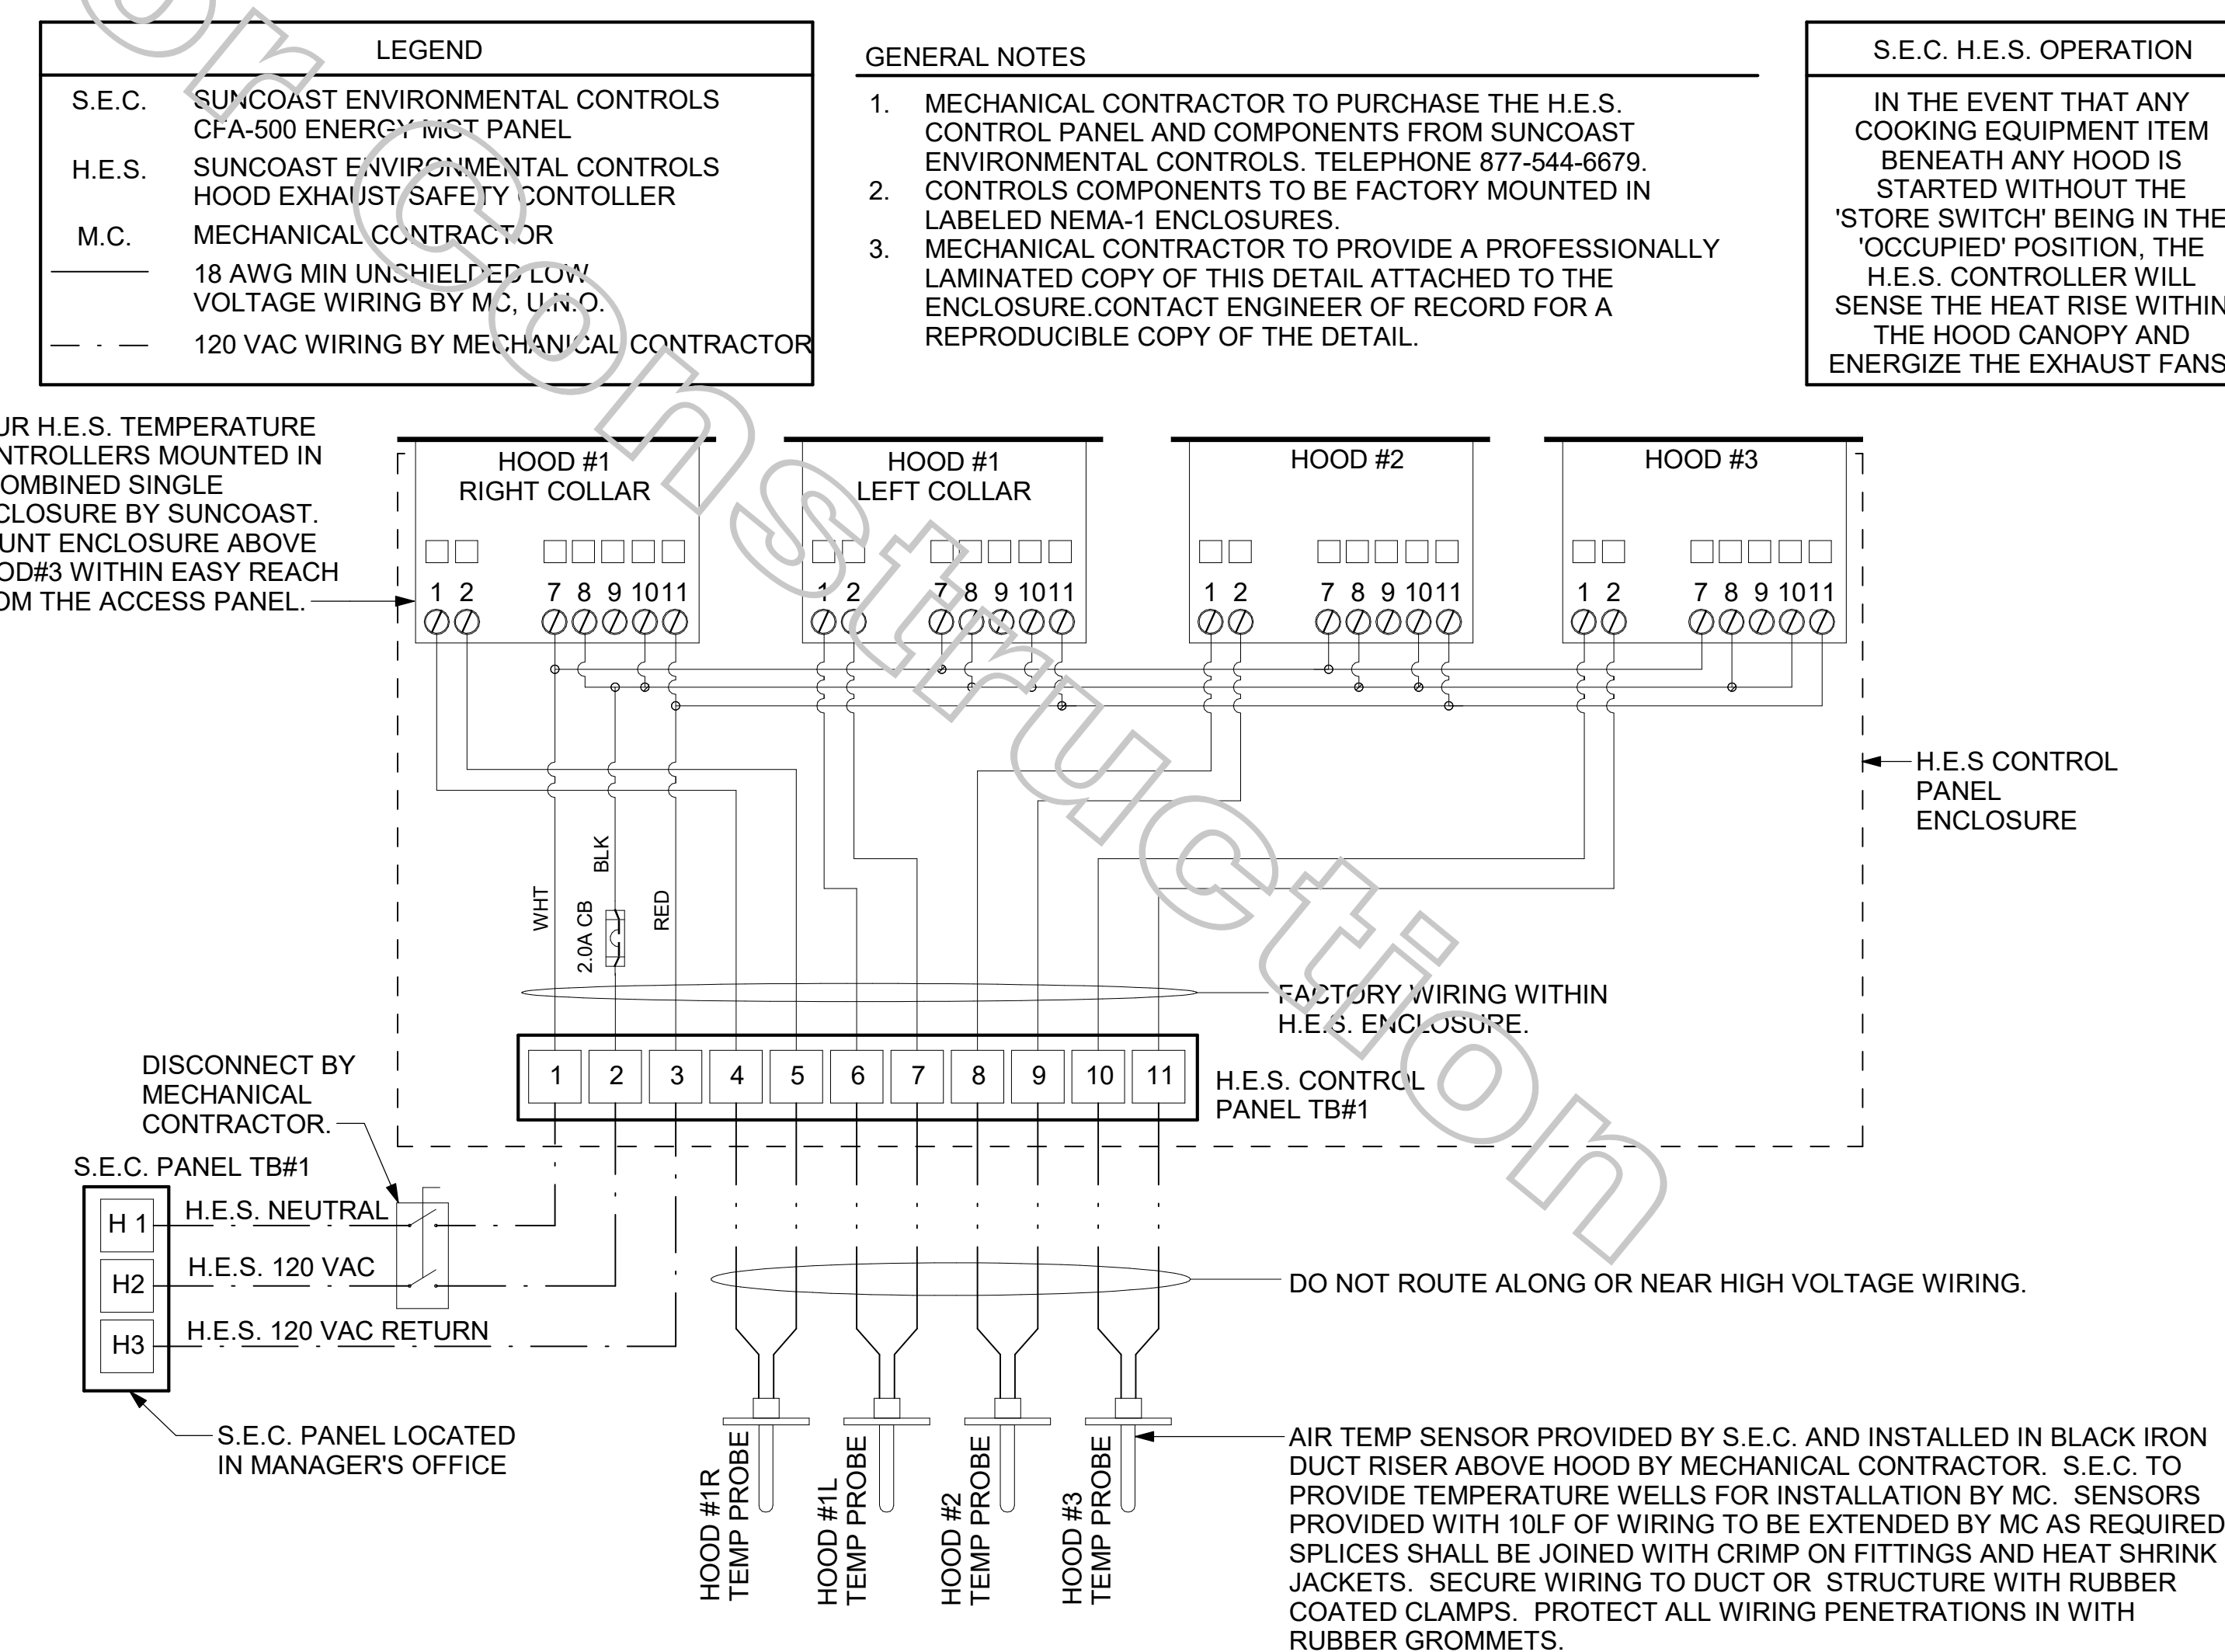 LEGEND
S.E.C. SUNCOAST ENVIRONMENTAL CONTROLS
CFA-500 ENERGY MGT PANEL
H.E.S. SUNCOAST ENVIRONMENTAL CONTROLS
HOOD EXHAUST SAFETY CONTOLLER
M.C. MECHANICAL CONTRACTOR
18 AWG MIN UNSHIELDED LOW
VOLTAGE WIRING BY MC, U.N.O.
120 VAC WIRING BY MECHANICAL CONTRACTOR
GENERAL NOTES
1. MECHANICAL CONTRACTOR TO PURCHASE THE H.E.S.
CONTROL PANEL AND COMPONENTS FROM SUNCOAST
ENVIRONMENTAL CONTROLS. TELEPHONE 877-544-6679.
2. CONTROLS COMPONENTS TO BE FACTORY MOUNTED IN
LABELED NEMA-1 ENCLOSURES.
3. MECHANICAL CONTRACTOR TO PROVIDE A PROFESSIONALLY
LAMINATED COPY OF THIS DETAIL ATTACHED TO THE
ENCLOSURE.CONTACT ENGINEER OF RECORD FOR A
REPRODUCIBLE COPY OF THE DETAIL.
S.E.C. H.E.S. OPERATION
IN THE EVENT THAT ANY
COOKING EQUIPMENT ITEM
BENEATH ANY HOOD IS
STARTED WITHOUT THE
'STORE SWITCH' BEING IN THE
'OCCUPIED' POSITION, THE
H.E.S. CONTROLLER WILL
SENSE THE HEAT RISE WITHIN
THE HOOD CANOPY AND
ENERGIZE THE EXHAUST FANS
UR H.E.S. TEMPERATURE
NTROLLERS MOUNTED IN
OMBINED SINGLE
CLOSURE BY SUNCOAST.
UNT ENCLOSURE ABOVE
OD#3 WITHIN EASY REACH
OM THE ACCESS PANEL.
HOOD #1
RIGHT COLLAR
1 2 7 8 9 10 11
HOOD #1
LEFT COLLAR
1 2 7 8 9 10 11
HOOD #2
1 2 7 8 9 10 11
HOOD #3
1 2 7 8 9 10 11
H.E.S CONTROL
PANEL
ENCLOSURE
WHT
2.0A CB
BLK
RED
FACTORY WIRING WITHIN
H.E.S. ENCLOSURE.
1 2 3 4 5 6 7 8 9 10 11
H.E.S. CONTROL
PANEL TB#1
DISCONNECT BY
MECHANICAL
CONTRACTOR.
S.E.C. PANEL TB#1
H 1 H.E.S. NEUTRAL
H2 H.E.S. 120 VAC
H3 H.E.S. 120 VAC RETURN
S.E.C. PANEL LOCATED
IN MANAGER'S OFFICE
DO NOT ROUTE ALONG OR NEAR HIGH VOLTAGE WIRING.
HOOD #1R
TEMP PROBE
HOOD #1L
TEMP PROBE
HOOD #2
TEMP PROBE
HOOD #3
TEMP PROBE
AIR TEMP SENSOR PROVIDED BY S.E.C. AND INSTALLED IN BLACK IRON
DUCT RISER ABOVE HOOD BY MECHANICAL CONTRACTOR. S.E.C. TO
PROVIDE TEMPERATURE WELLS FOR INSTALLATION BY MC. SENSORS
PROVIDED WITH 10LF OF WIRING TO BE EXTENDED BY MC AS REQUIRED
SPLICES SHALL BE JOINED WITH CRIMP ON FITTINGS AND HEAT SHRINK
JACKETS. SECURE WIRING TO DUCT OR STRUCTURE WITH RUBBER
COATED CLAMPS. PROTECT ALL WIRING PENETRATIONS IN WITH
RUBBER GROMMETS.
or Construction